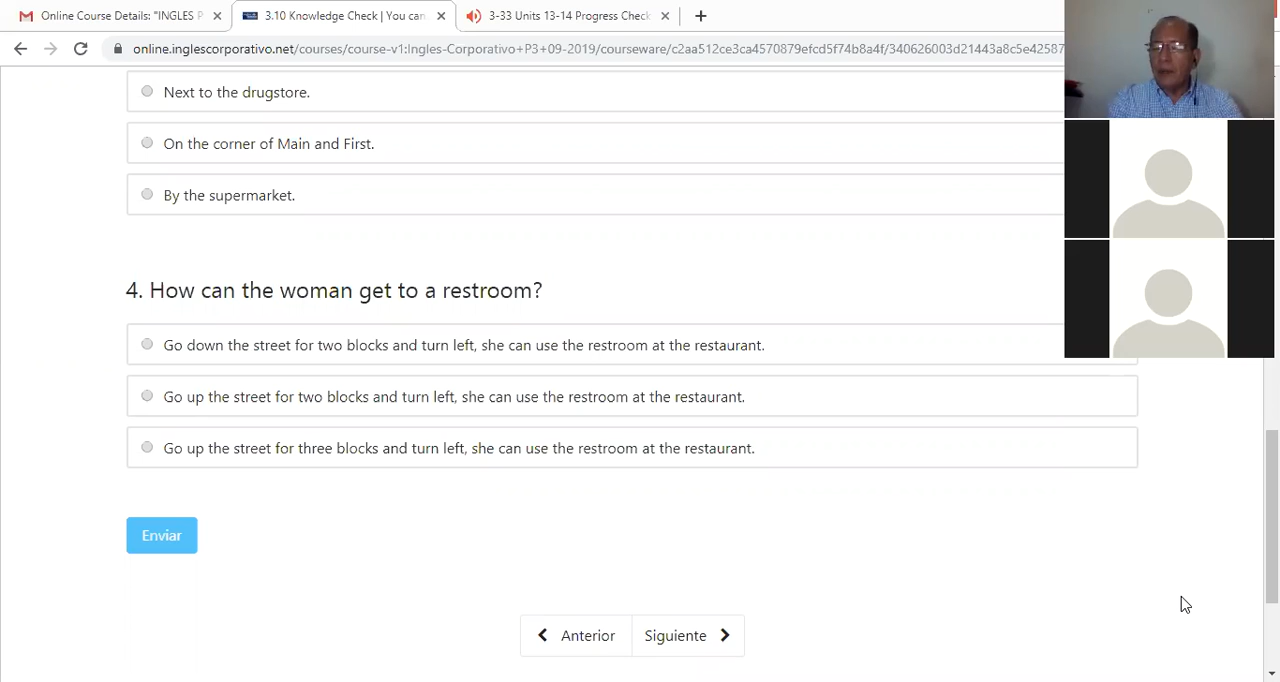 Online Course Details: "INGLES P
3.10 Knowledge Check | You can
3-33 Units 13-14 Progress Check
online.inglescorporativo.net/courses/course-v1:Ingles-Corporativo+P3+09-2019/courseware/c2aa512ce3ca4570879efcd5f74b8a4f/340626003d21443a8c5e42587
Next to the drugstore.
On the corner of Main and First.
By the supermarket.
4. How can the woman get to a restroom?
Go down the street for two blocks and turn left, she can use the restroom at the restaurant.
Go up the street for two blocks and turn left, she can use the restroom at the restaurant.
Go up the street for three blocks and turn left, she can use the restroom at the restaurant.
Enviar
Anterior
Siguiente